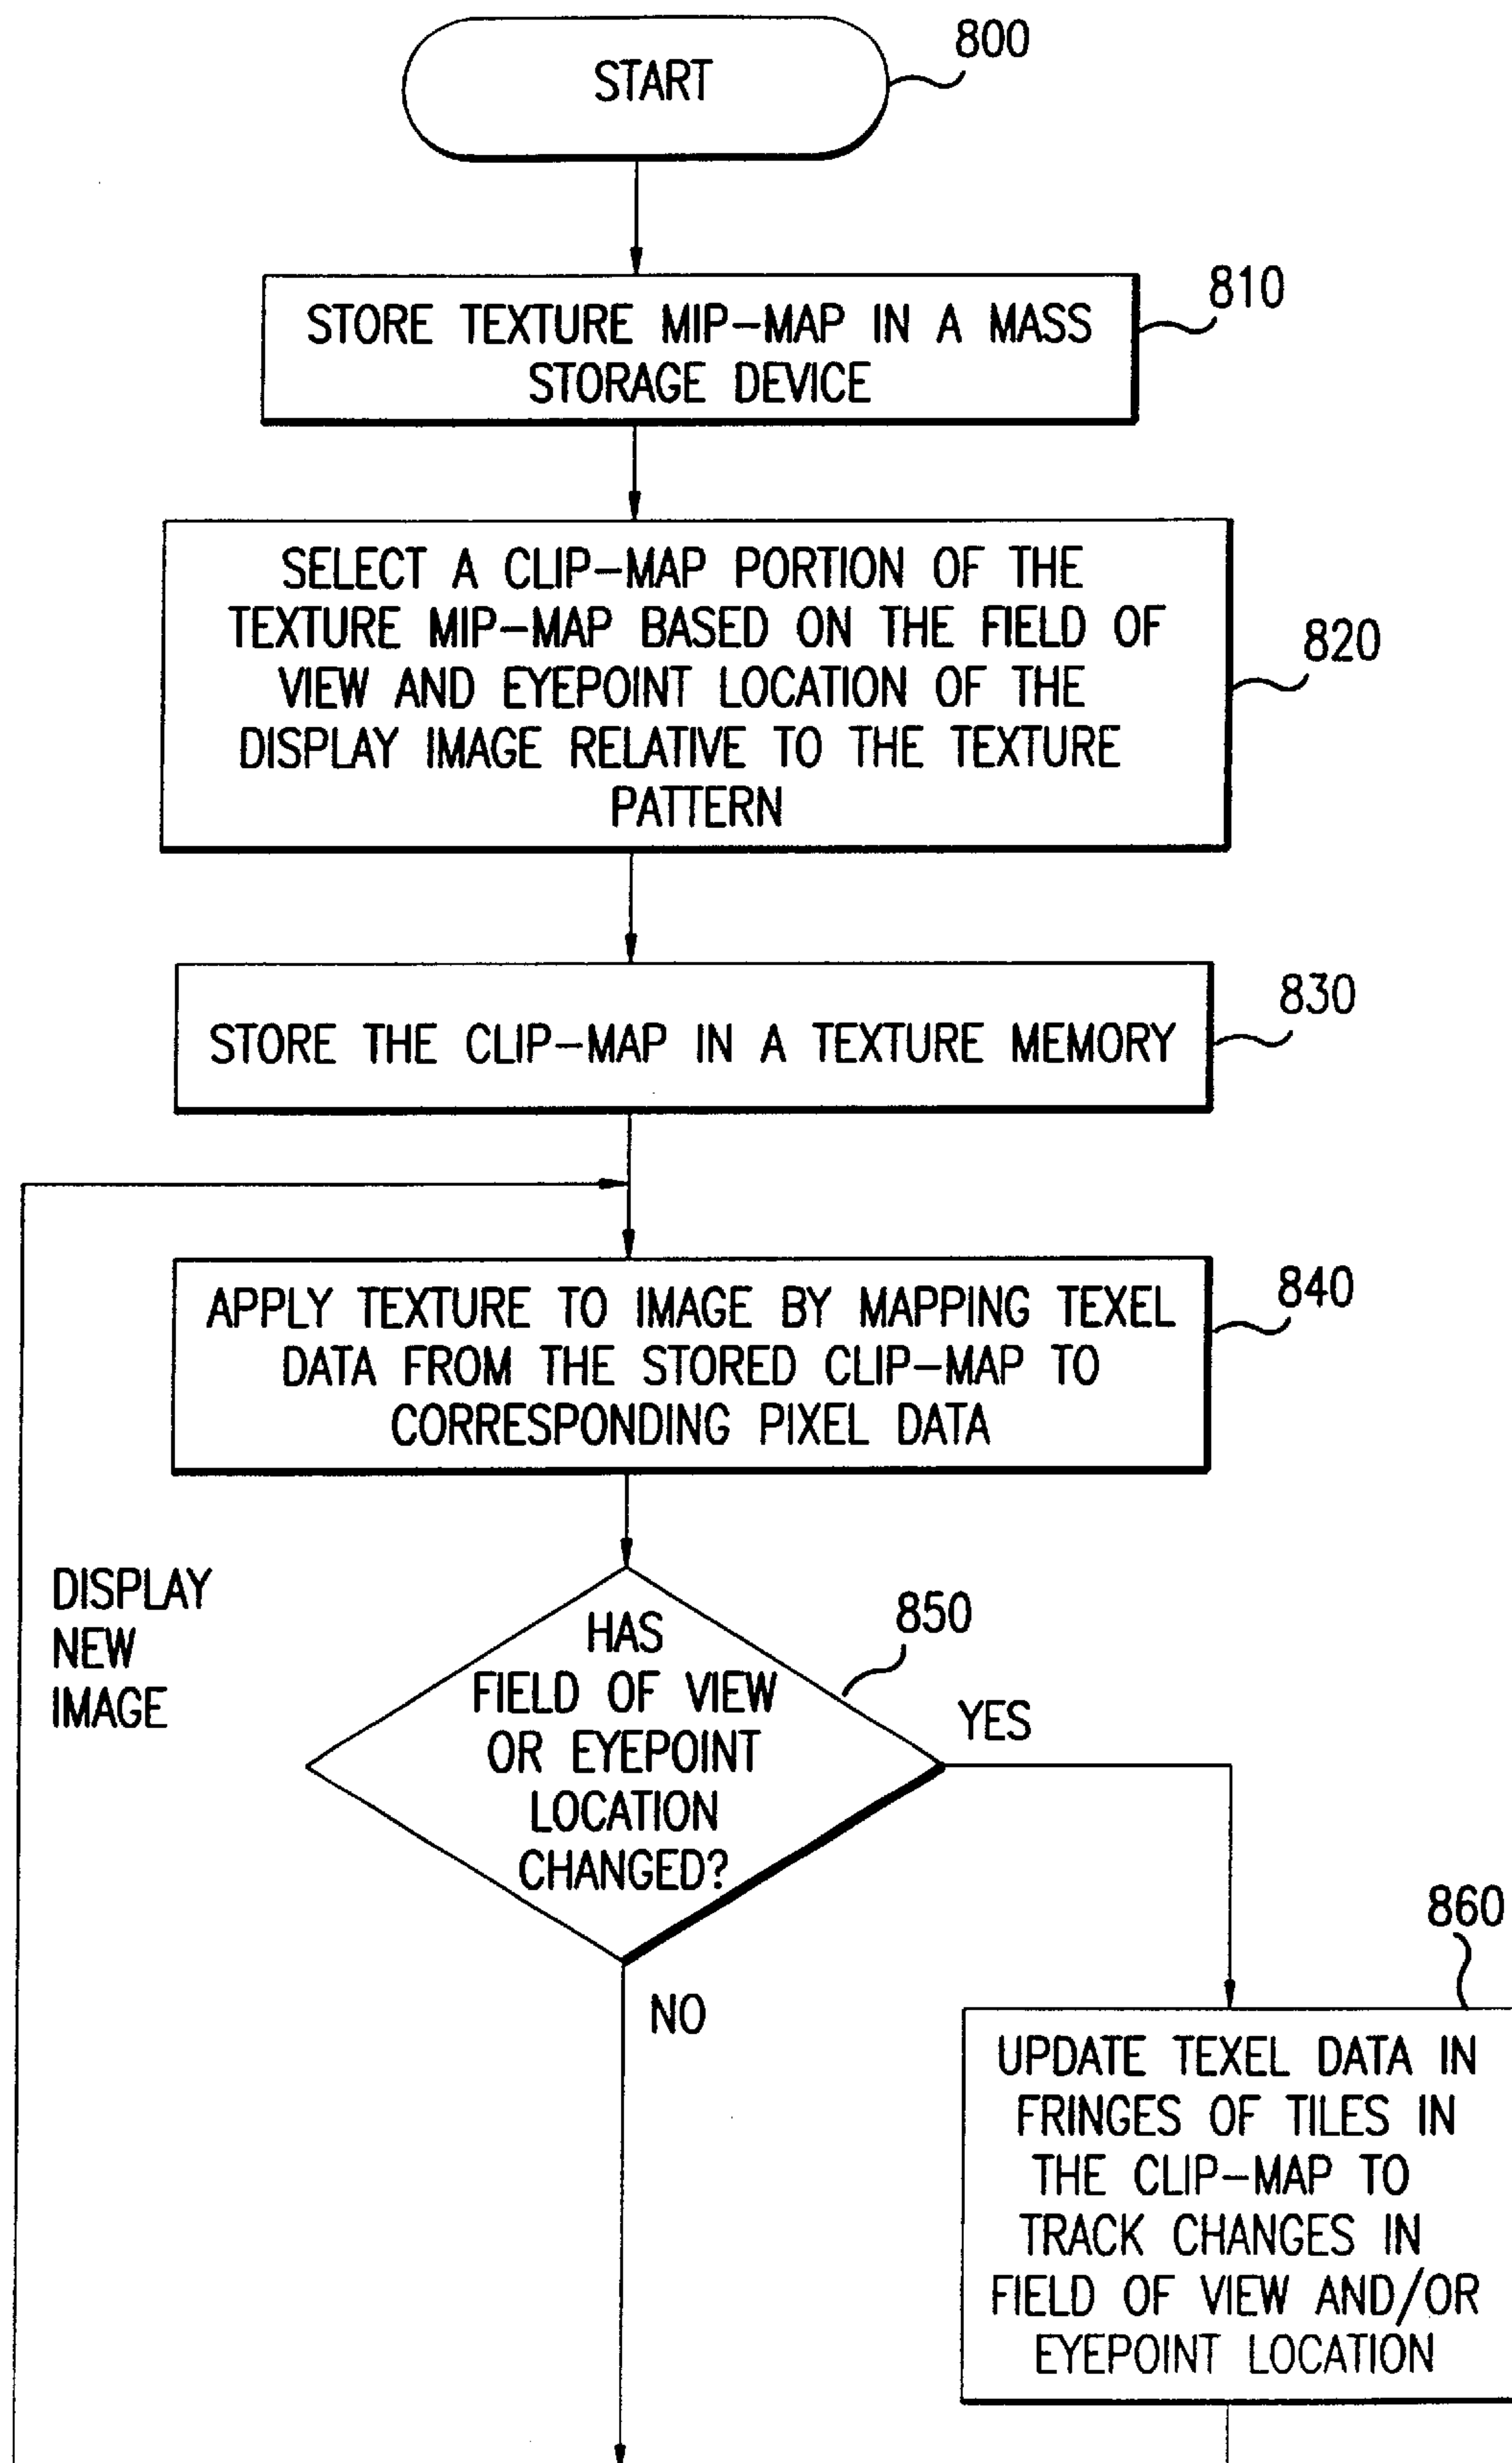 START
800
STORE TEXTURE MIP-MAP IN A MASS
STORAGE DEVICE
810
SELECT A CLIP-MAP PORTION OF THE
TEXTURE MIP-MAP BASED ON THE FIELD OF
VIEW AND EYEPOINT LOCATION OF THE
DISPLAY IMAGE RELATIVE TO THE TEXTURE
PATTERN
820
STORE THE CLIP-MAP IN A TEXTURE MEMORY
830
APPLY TEXTURE TO IMAGE BY MAPPING TEXEL
DATA FROM THE STORED CLIP-MAP TO
CORRESPONDING PIXEL DATA
840
DISPLAY
NEW
IMAGE
HAS
FIELD OF VIEW
OR EYEPOINT
LOCATION
CHANGED?
850
YES
NO
860
UPDATE TEXEL DATA IN
FRINGES OF TILES IN
THE CLIP-MAP TO
TRACK CHANGES IN
FIELD OF VIEW AND/OR
EYEPOINT LOCATION